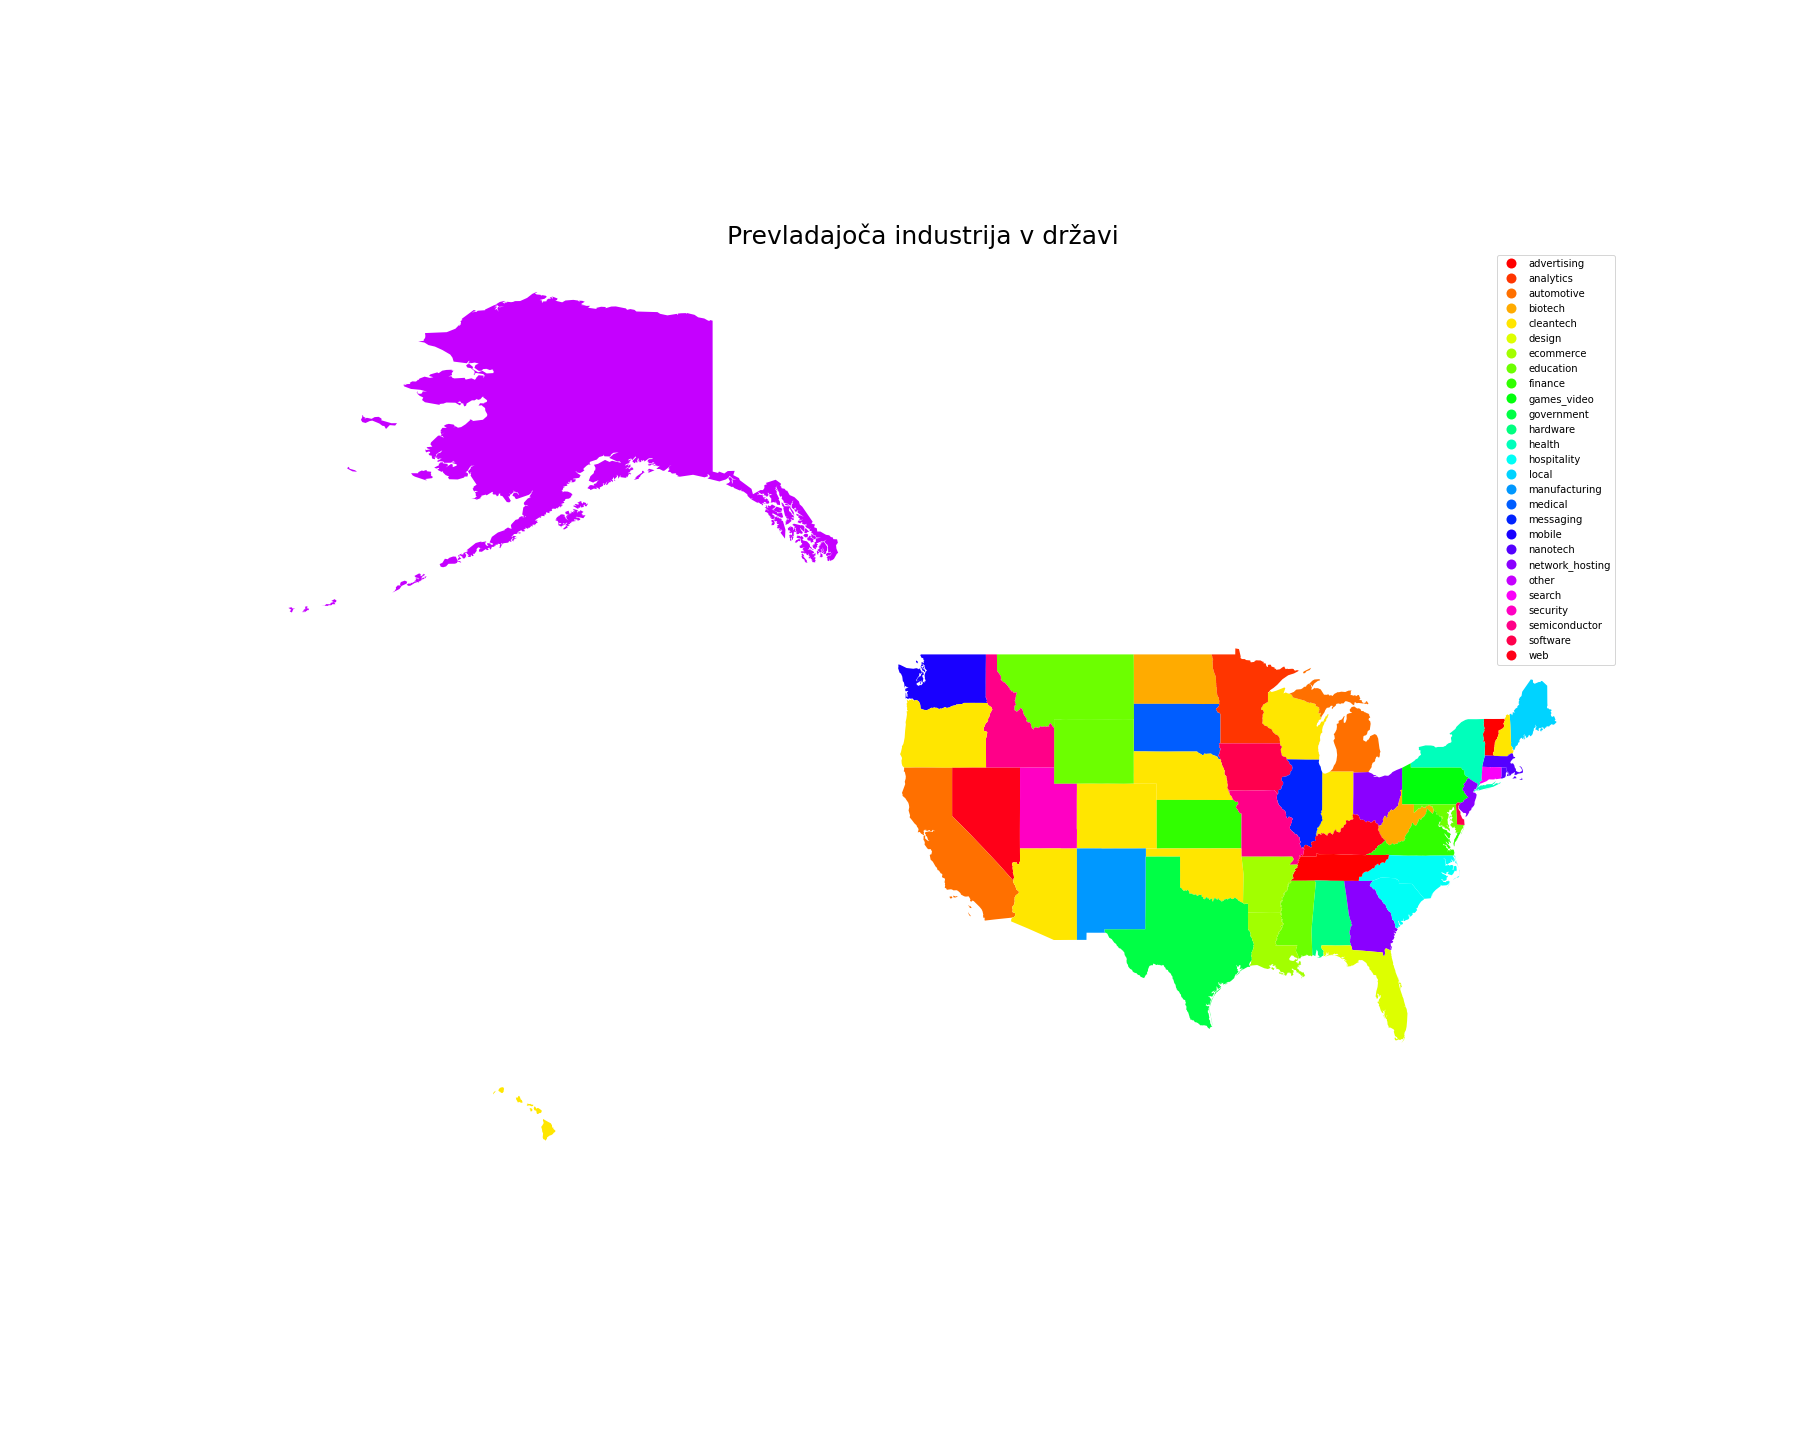 Prevladajoča industrija v državi
advertising
analytics
automotive
biotech
cleantech
design
ecommerce
education
finance
games_video
government
hardware
health
hospitality
local
manufacturing
medical
messaging
mobile
nanotech
network_hosting
other
search
security
semiconductor
software
web